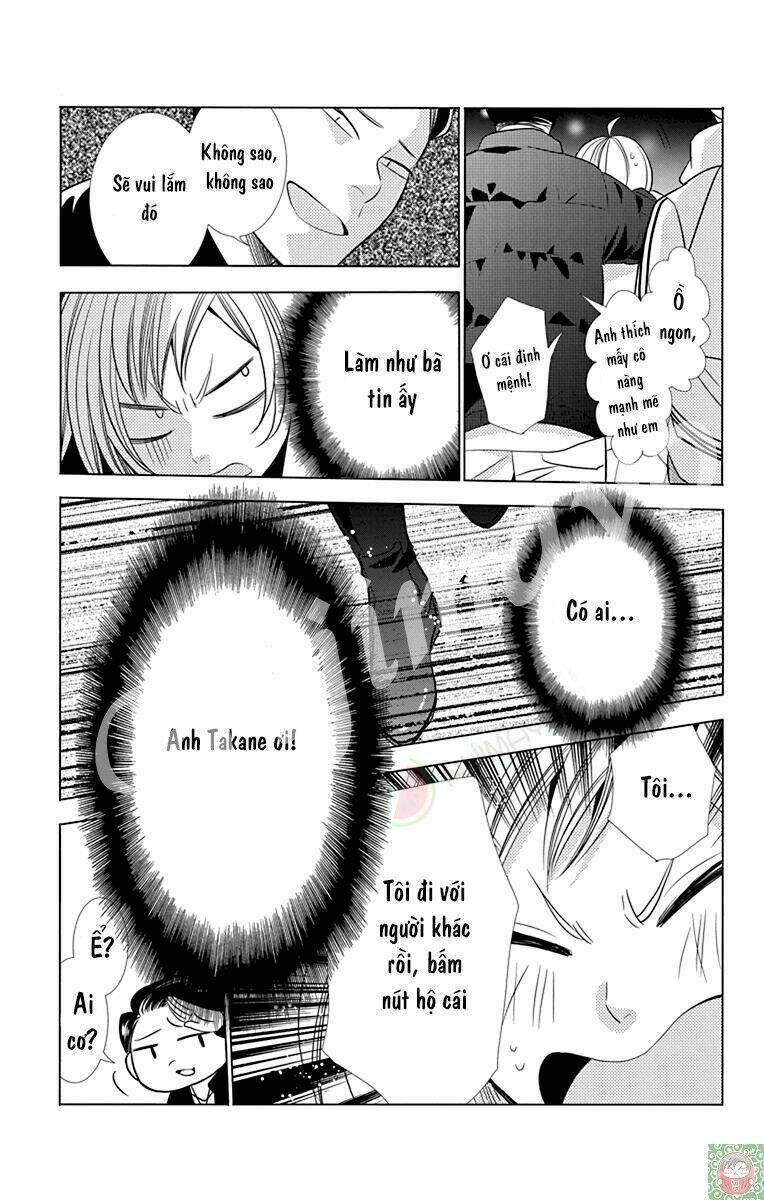 Ồ
ngon,
Anh thích
mấy cô
nàng
mạnh mẽ
như em
Ơ cái định
mệnh!
Không sao,
không sao
Sẽ vui lắm
đó
Làm như bà
tin ấy
Có ai...
Anh Takane ơi!
Tôi...
Tôi đi với
người khác
rồi, bấm
nút hộ cái
Ể?
Ai
cơ?